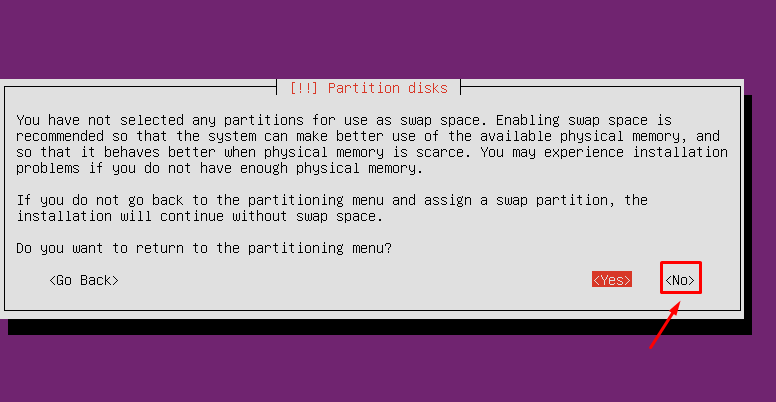 [!!] Partition disks
You have not selected any partitions for use as swap space. Enabling swap space is
recommended so that the system can make better use of the available physical memory, and
so that it behaves better when physical memory is scarce. You may experience installation
problems if you do not have enough physical memory.
If you do not go back to the partitioning menu and assign a swap partition, the
installation will continue without swap space.
Do you want to return to the partitioning menu?
<Go Back> <Yes> <No>